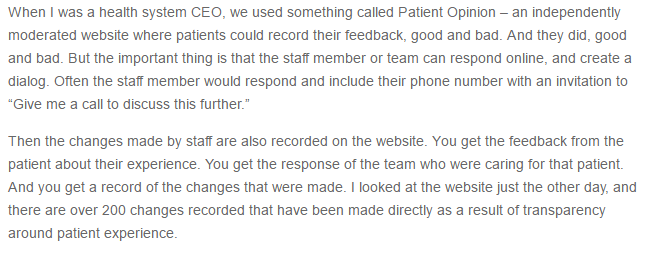 When I was a health system CEO, we used something called Patient Opinion – an independently
moderated website where patients could record their feedback, good and bad. And they did, good
and bad. But the important thing is that the staff member or team can respond online, and create a
dialog. Often the staff member would respond and include their phone number with an invitation to
“Give me a call to discuss this further.”
Then the changes made by staff are also recorded on the website. You get the feedback from the
patient about their experience. You get the response of the team who were caring for that patient.
And you get a record of the changes that were made. I looked at the website just the other day, and
there are over 200 changes recorded that have been made directly as a result of transparency
around patient experience.